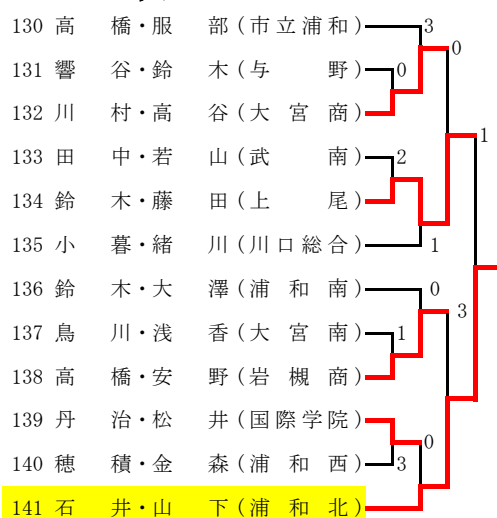 130 高　橋・服　部(市立浦和) 3
0
131 響　谷・鈴　木(与　　野) 0
132 川　村・高　谷(大 宮 商)
1
133 田　中・若　山(武　　南) 2
134 鈴　木・藤　田(上　　尾)
135 小　暮・緒　川(川口総合) 1
136 鈴　木・大　澤(浦 和 南) 0
3
137 鳥　川・浅　香(大 宮 南) 1
138 高　橋・安　野(岩 槻 商)
139 丹　治・松　井(国際学院)
0
140 穂　積・金　森(浦 和 西) 3
141 石　井・山　下(浦 和 北)